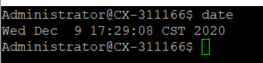 Administrator@CX-311166$ date
Wed Dec  9 17:29:08 CST 2020
Administrator@CX-311166$